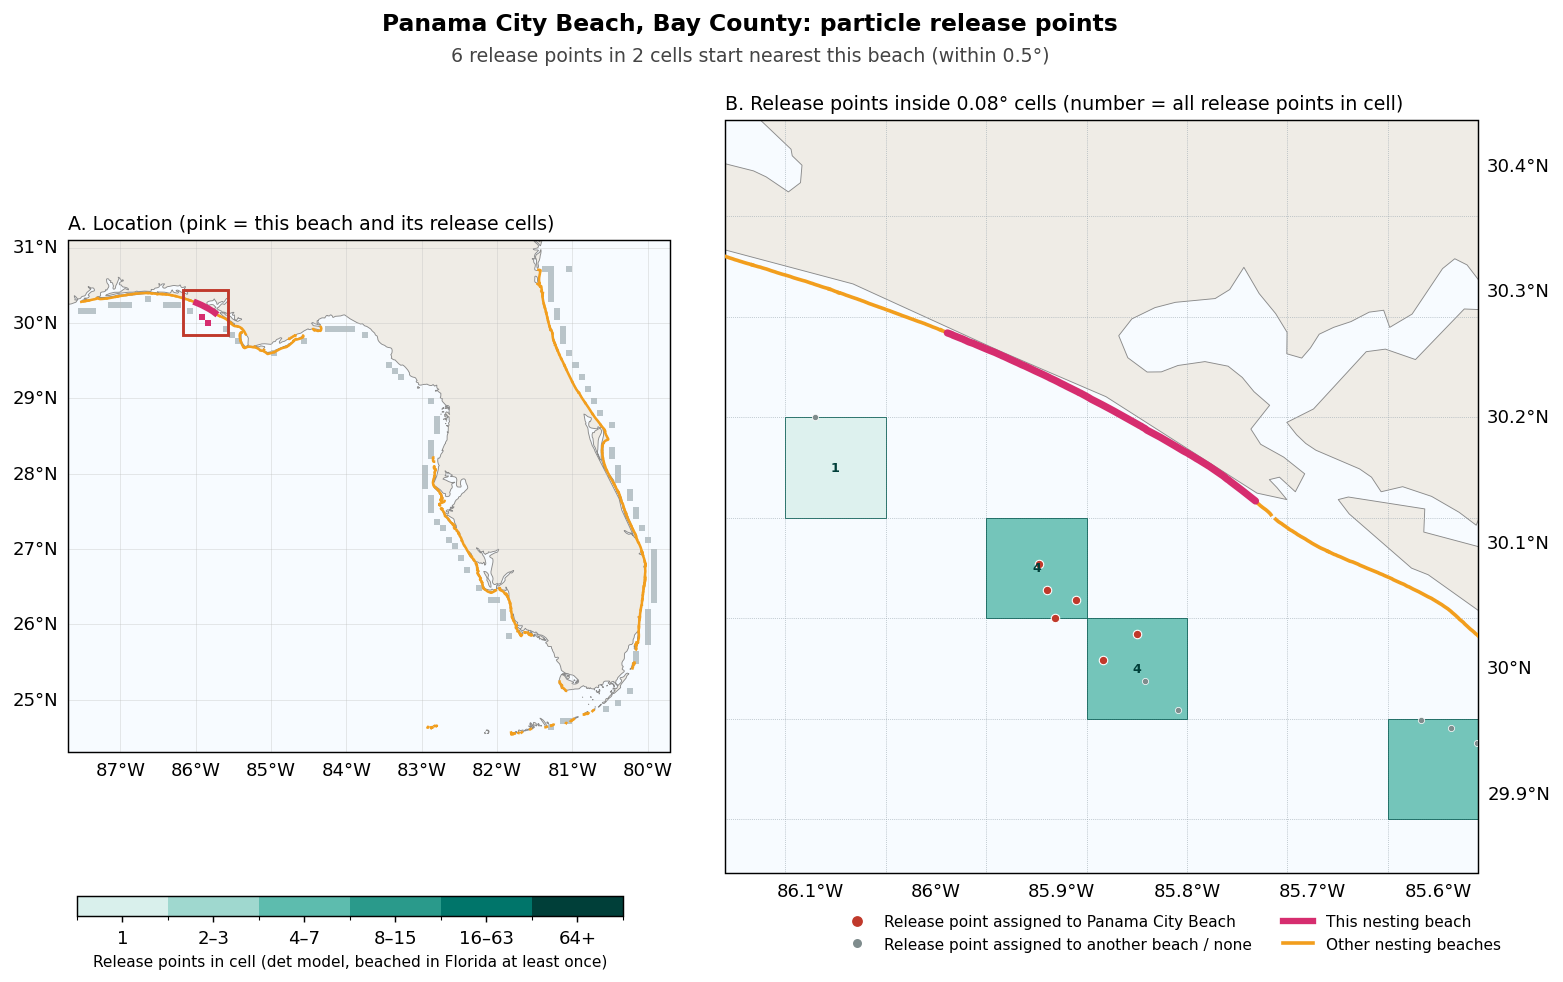 Panama City Beach, Bay County: particle release points
6 release points in 2 cells start nearest this beach (within 0.5°)
A. Location (pink = this beach and its release cells)
31°N
30°N
29°N
28°N
27°N
26°N
25°N
87°W 86°W 85°W 84°W 83°W 82°W 81°W 80°W
1 2–3 4–7 8–15 16–63 64+
Release points in cell (det model, beached in Florida at least once)
B. Release points inside 0.08° cells (number = all release points in cell)
30.4°N
30.3°N
30.2°N
1
30.1°N
4
4
30°N
29.9°N
86.1°W 86°W 85.9°W 85.8°W 85.7°W 85.6°W
Release point assigned to Panama City Beach
Release point assigned to another beach / none
This nesting beach
Other nesting beaches